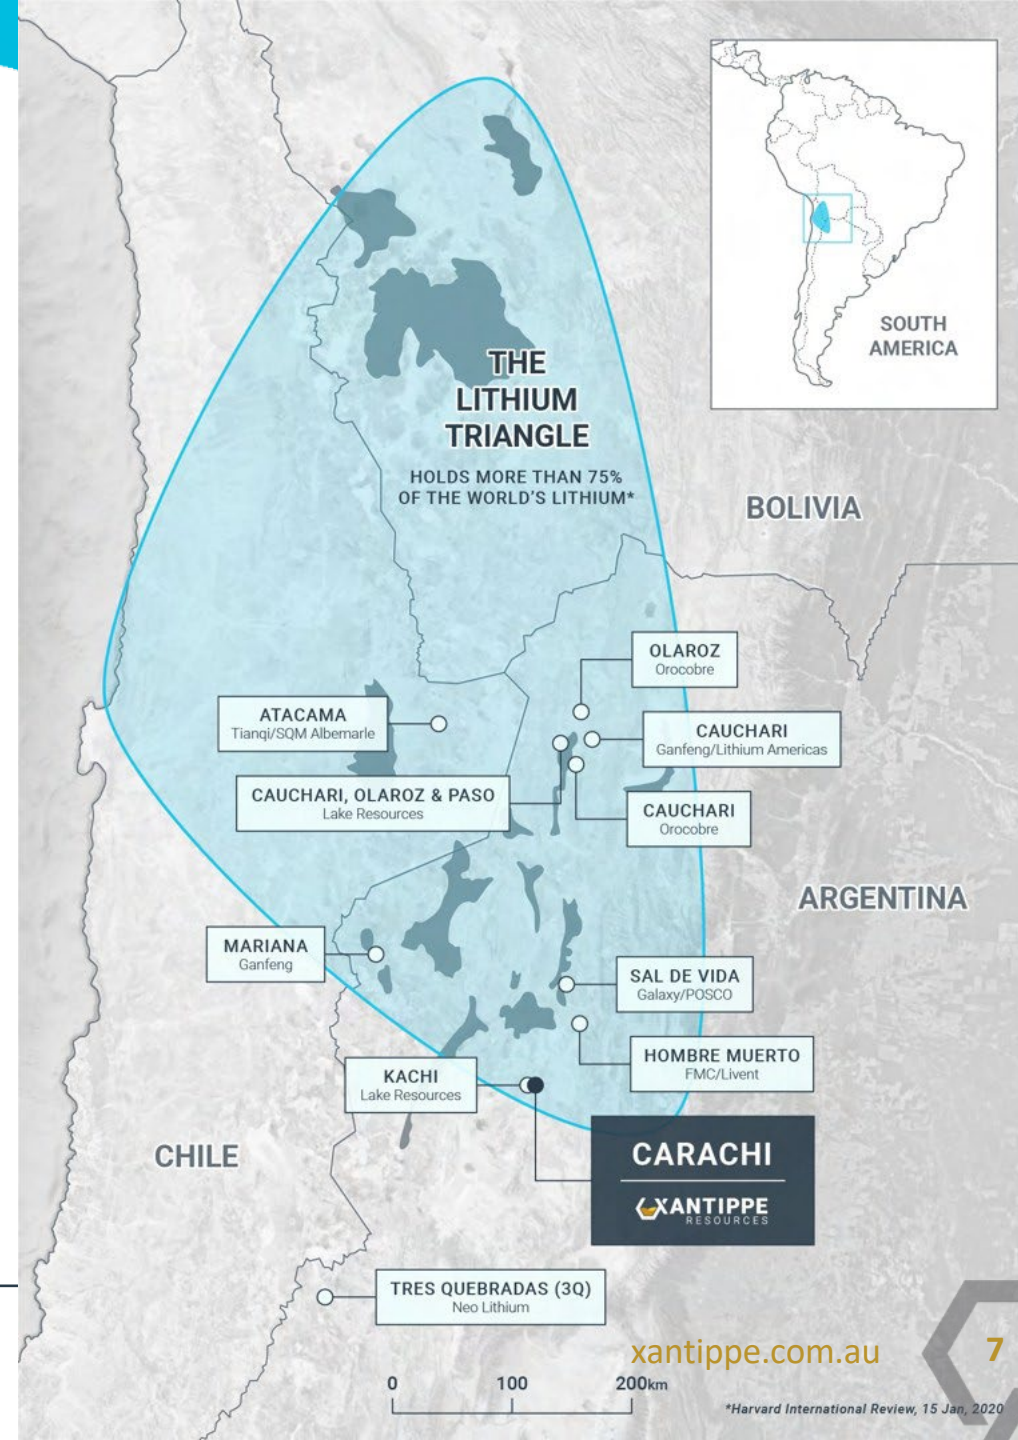 SOUTH
AMERICA
THE
LITHIUM
TRIANGLE
HOLDS MORE THAN 75%
OF THE WORLD'S LITHIUM*
BOLIVIA
OLAROZ
Orocobre
ATACAMA
Tianqi/SQM Albemarle
CAUCHARI
Ganfeng/Lithium Americas
CAUCHARI, OLAROZ & PASO
Lake Resources
CAUCHARI
Orocobre
ARGENTINA
MARIANA
Ganfeng
SAL DE VIDA
Galaxy/POSCO
HOMBRE MUERTO
FMC/Livent
KACHI
Lake Resources
CHILE
CARACHI
XANTIPPE
RESOURCES
TRES QUEBRADAS (3Q)
Neo Lithium
xantippe.com.au
7
0 100 200km
*Harvard International Review, 15 Jan, 2020